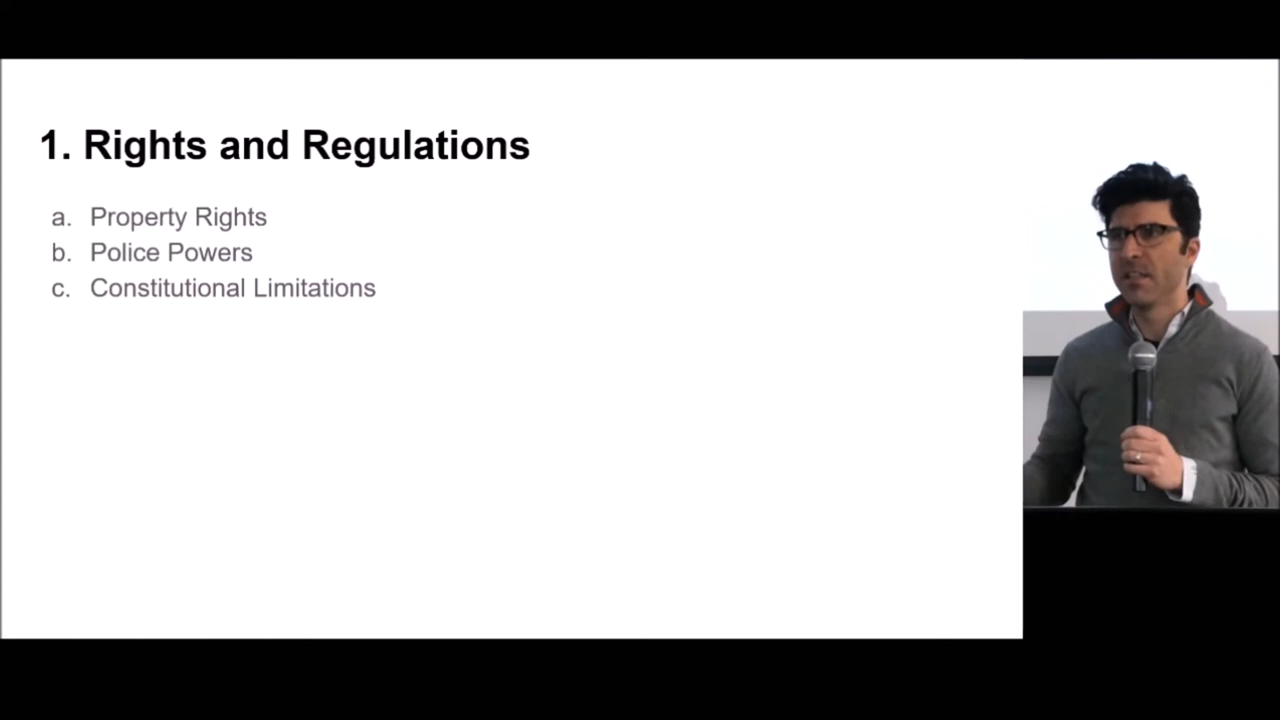 1. Rights and Regulations
a. Property Rights
b. Police Powers
c. Constitutional Limitations